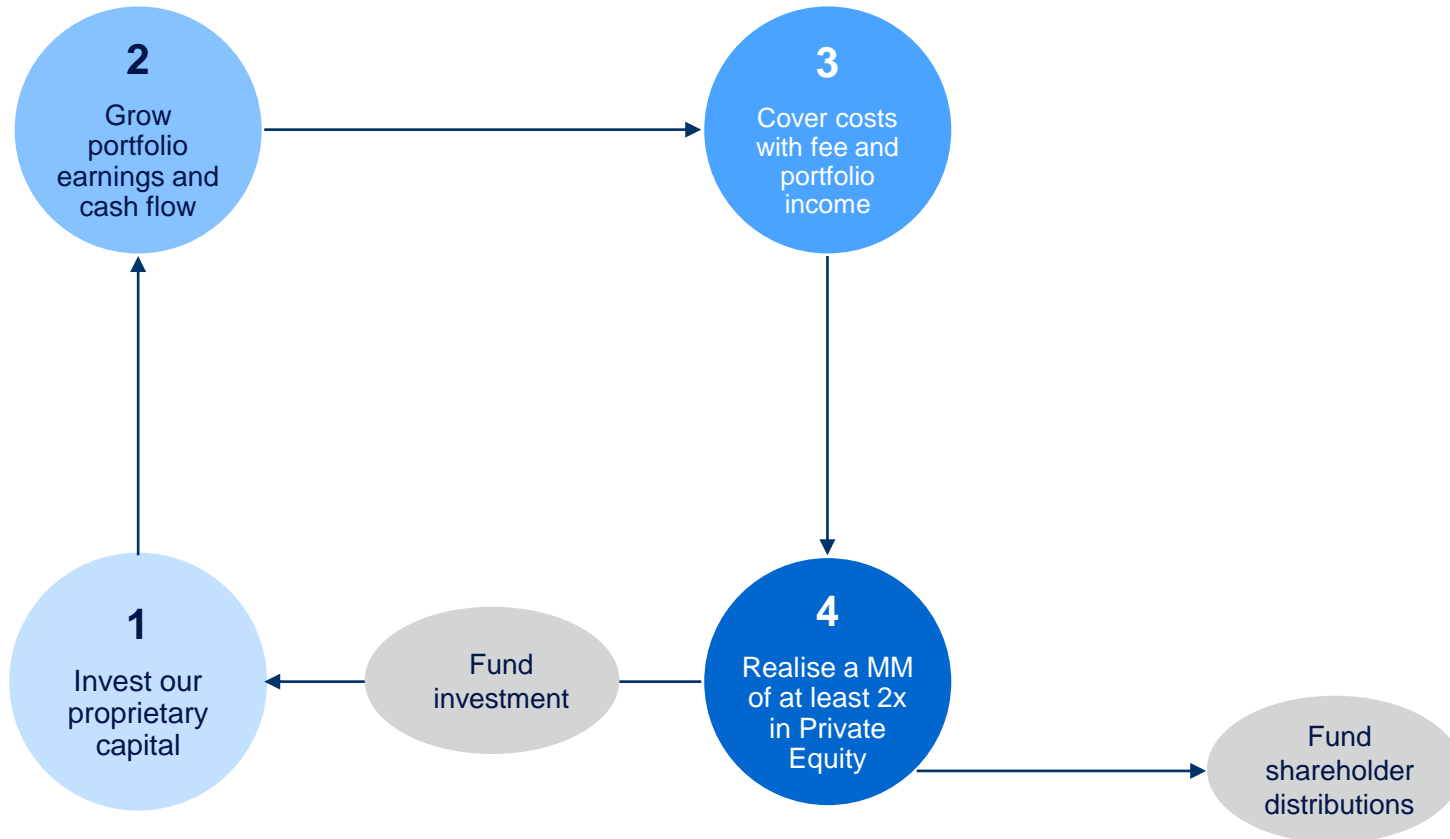 2
Grow
portfolio
earnings and
cash flow
3
Cover costs
with fee and
portfolio
income
1
Invest our
proprietary
capital
Fund
investment
4
Realise a MM
of at least 2x
in Private
Equity
Fund
shareholder
distributions